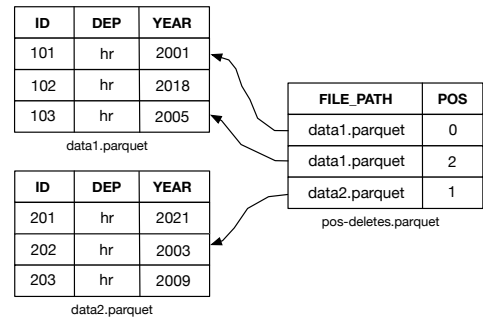 ID DEP YEAR
101 hr 2001
102 hr 2018
103 hr 2005
data1.parquet
ID DEP YEAR
201 hr 2021
202 hr 2003
203 hr 2009
data2.parquet
FILE_PATH POS
data1.parquet 0
data1.parquet 2
data2.parquet 1
pos-deletes.parquet